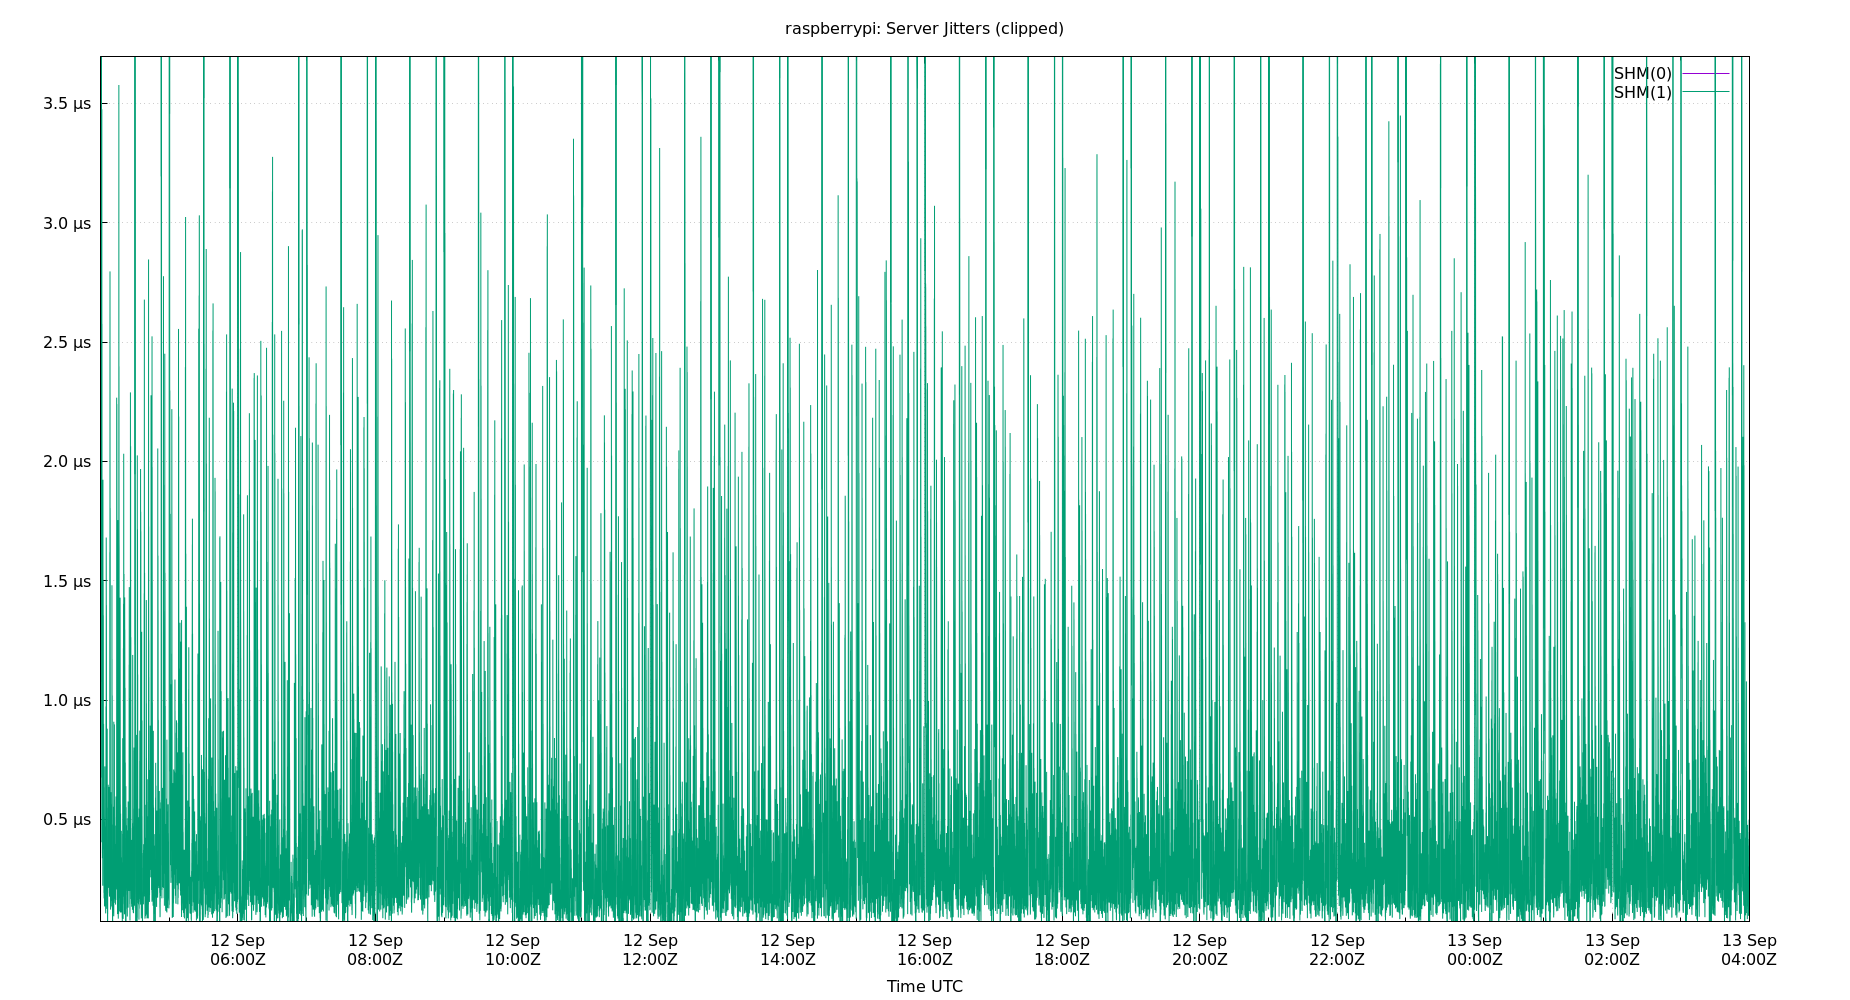 raspberrypi: Server Jitters (clipped)
SHM(0)
SHM(1)
3.5 µs
3.0 µs
2.5 µs
2.0 µs
1.5 µs
1.0 µs
0.5 µs
12 Sep 12 Sep 12 Sep 12 Sep 12 Sep 12 Sep 12 Sep 12 Sep 12 Sep 13 Sep 13 Sep 13 Sep
06:00Z 08:00Z 10:00Z 12:00Z 14:00Z 16:00Z 18:00Z 20:00Z 22:00Z 00:00Z 02:00Z 04:00Z
Time UTC